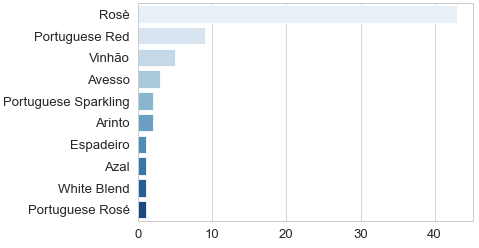 Rosè
Portuguese Red
Vinhão
Avesso
Portuguese Sparkling
Arinto
Espadeiro
Azal
White Blend
Portuguese Rosé
0 10 20 30 40